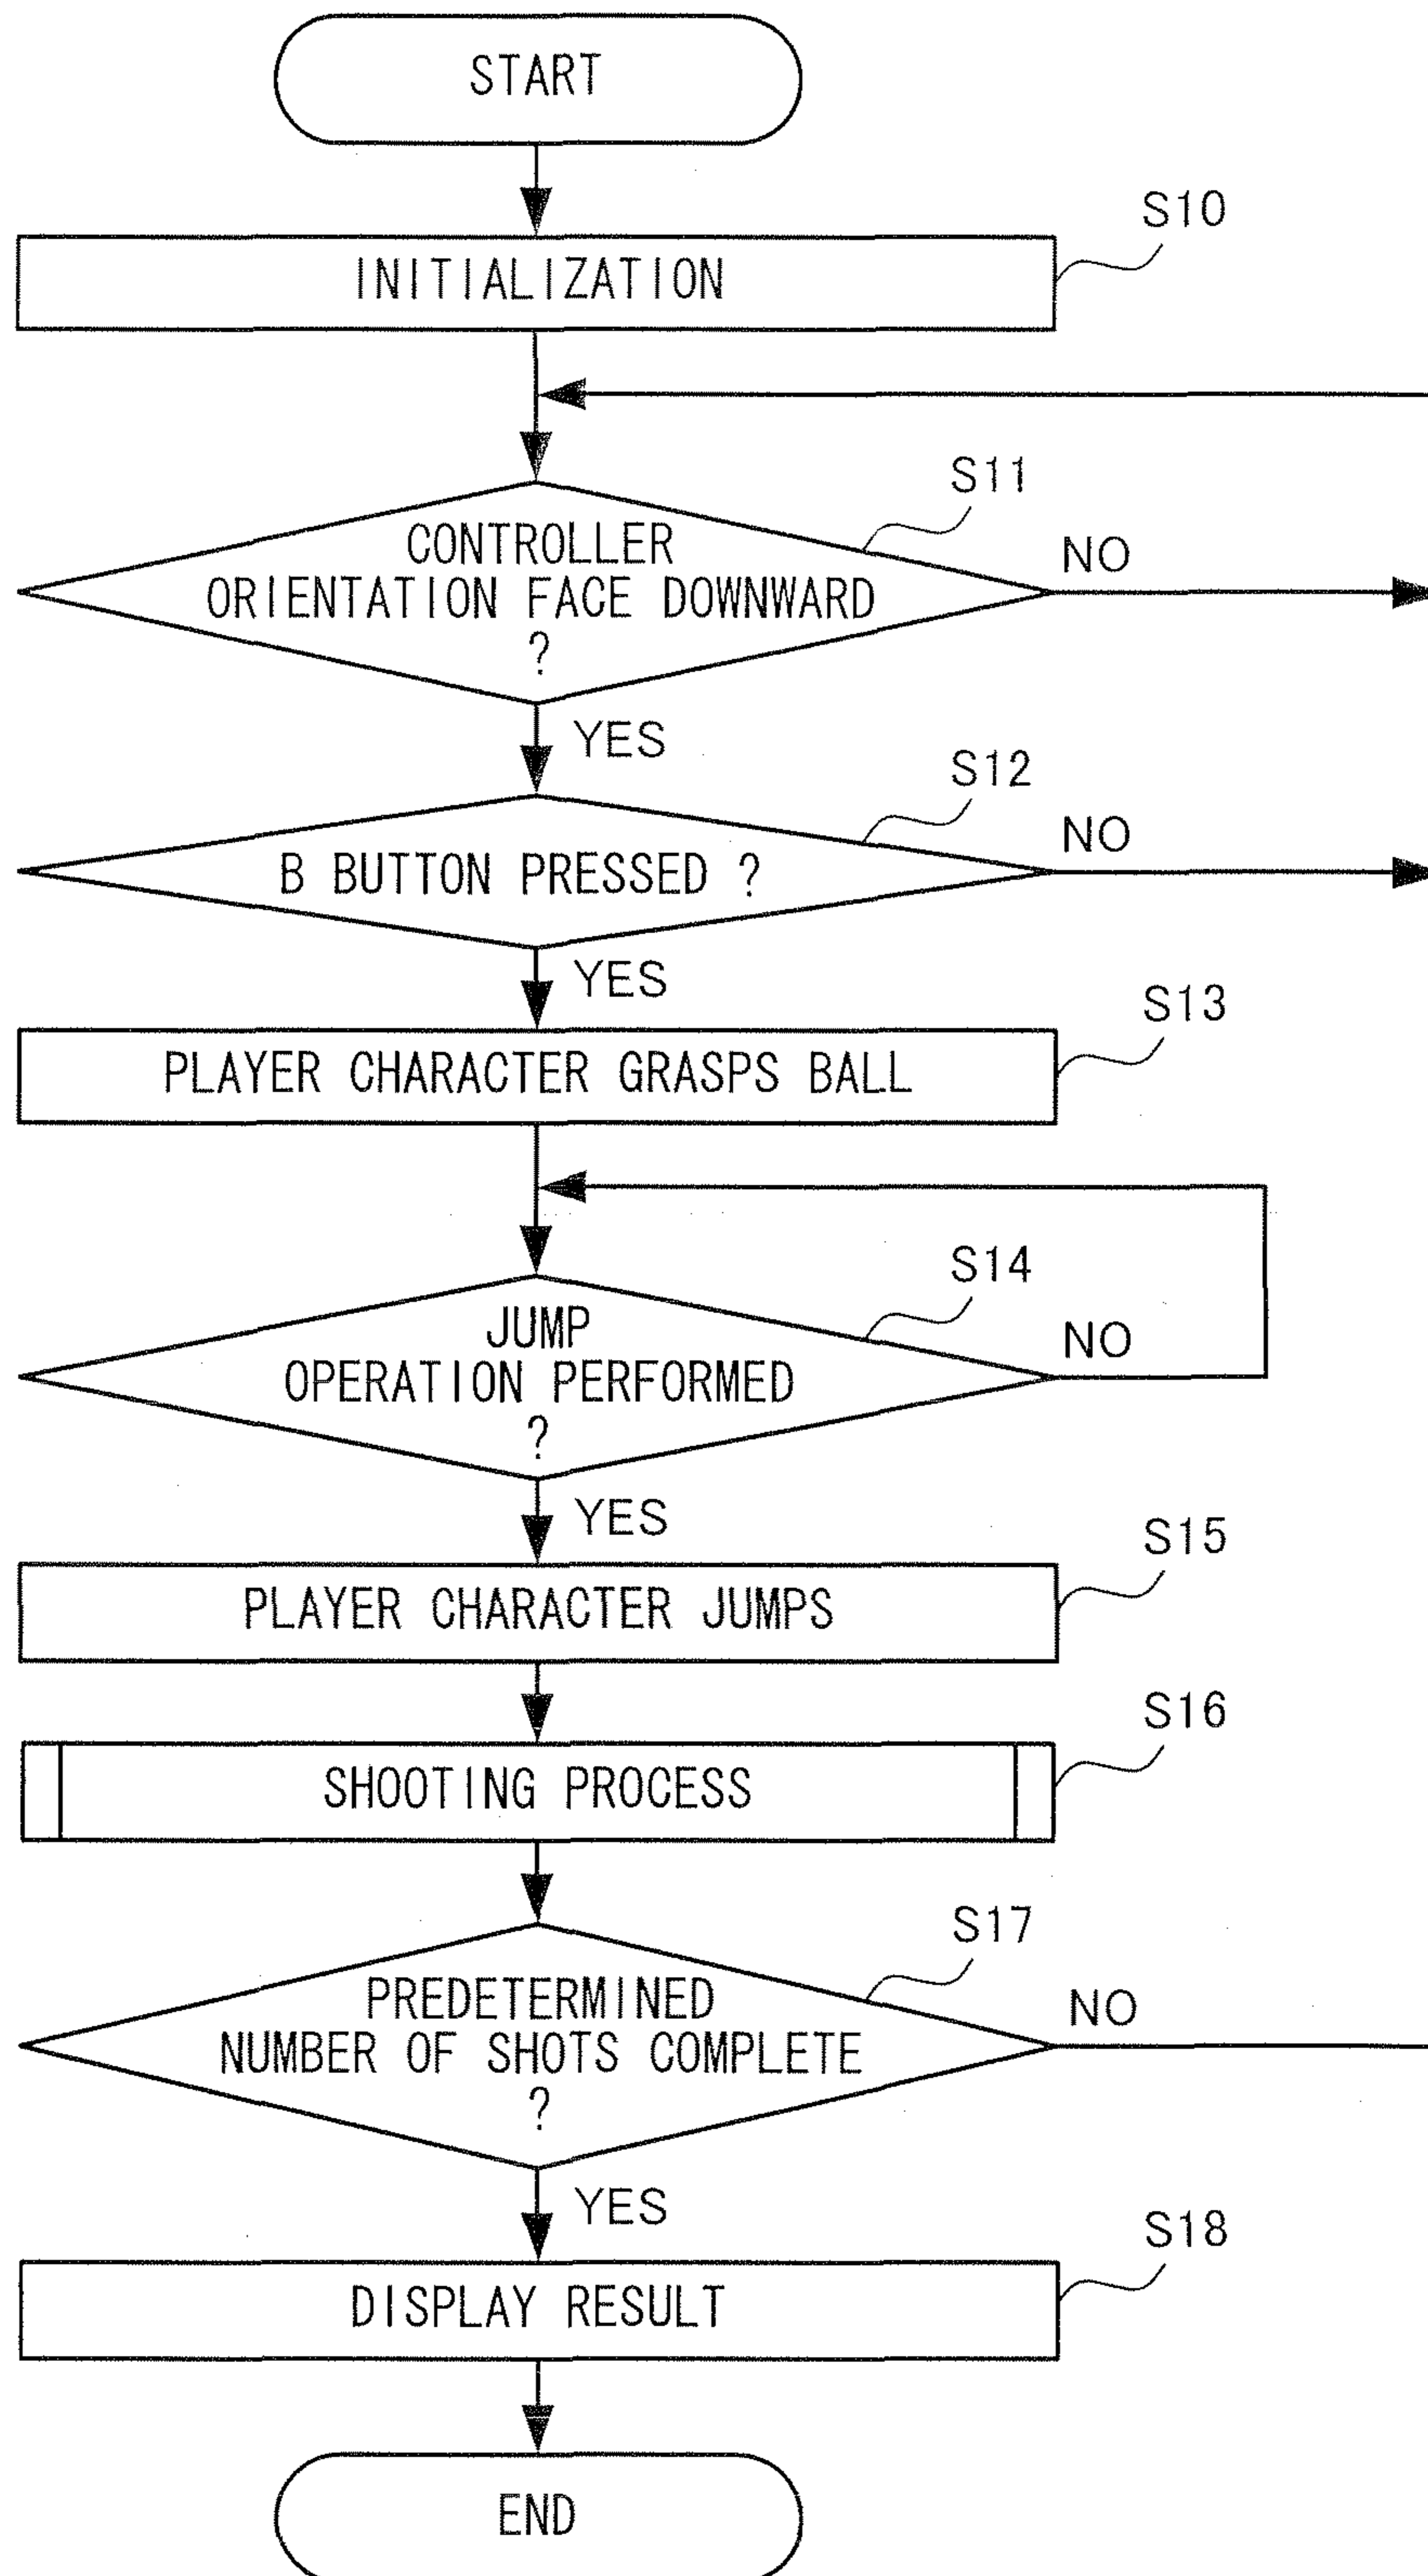 START
S10
INITIALIZATION
S11
CONTROLLER
ORIENTATION FACE DOWNWARD
?
NO
YES
S12
B BUTTON PRESSED ?
NO
YES
S13
PLAYER CHARACTER GRASPS BALL
S14
JUMP
OPERATION PERFORMED
?
NO
YES
S15
PLAYER CHARACTER JUMPS
S16
SHOOTING PROCESS
S17
PREDETERMINED
NUMBER OF SHOTS COMPLETE
?
NO
YES
S18
DISPLAY RESULT
END